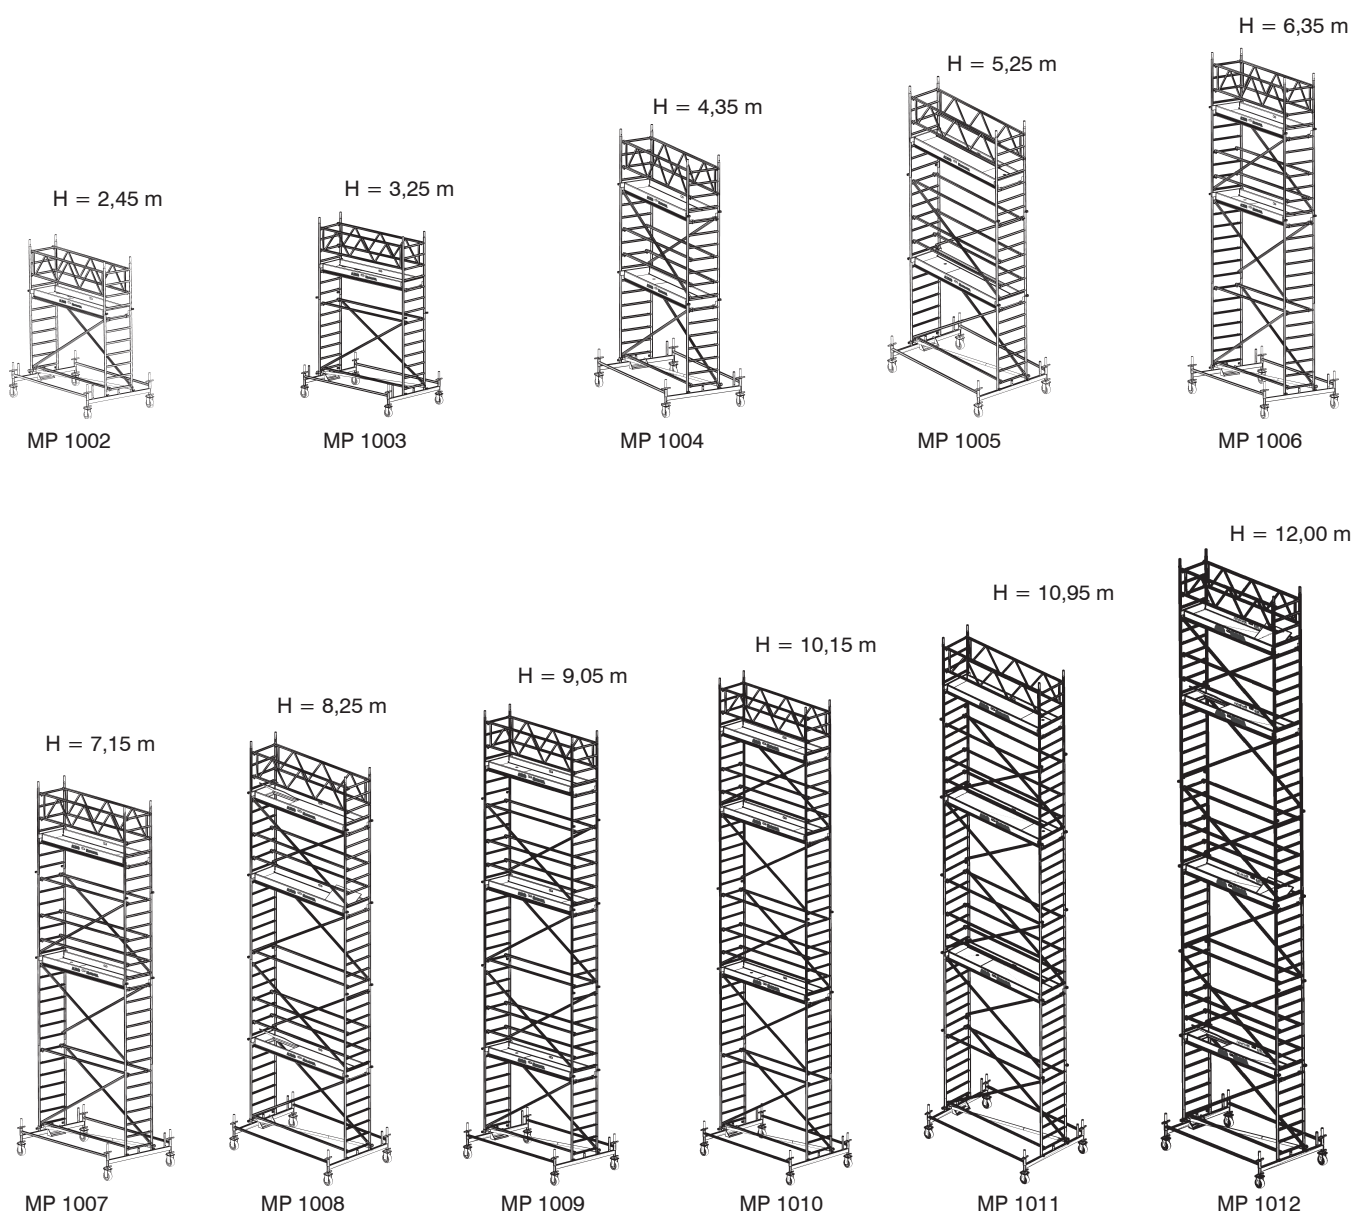 H = 6,35 m
H = 5,25 m
H = 4,35 m
H = 3,25 m
H = 2,45 m
MP 1002
MP 1003
MP 1004
MP 1005
MP 1006
H = 12,00 m
H = 10,95 m
H = 10,15 m
H = 9,05 m
H = 8,25 m
H = 7,15 m
MP 1007
MP 1008
MP 1009
MP 1010
MP 1011
MP 1012